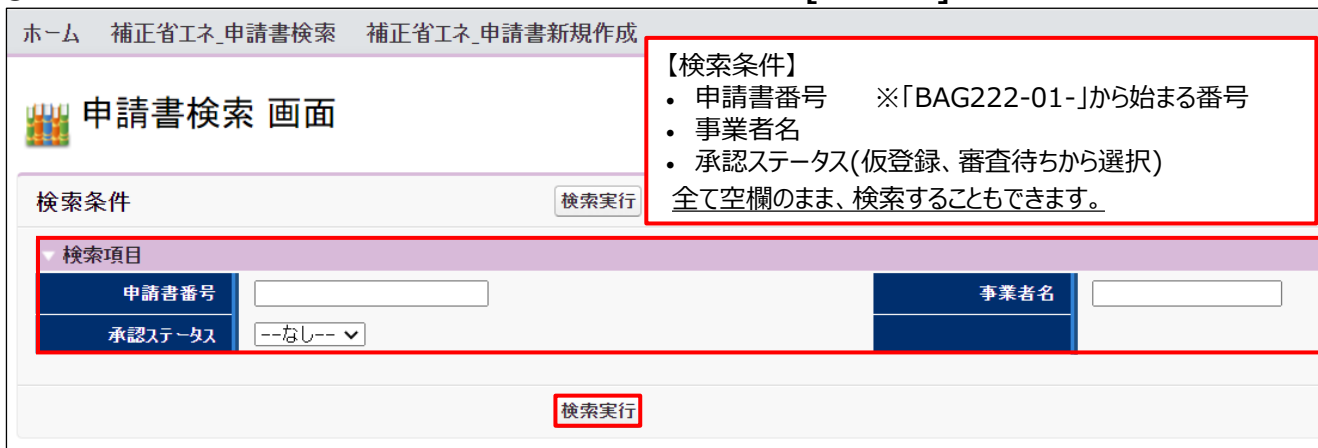 ホーム 補正省エネ_申請書検索 補正省エネ_申請書新規作成
申請書検索 画面
【検索条件】
• 申請書番号 ※「BAG222-01-」から始まる番号
• 事業者名
• 承認ステータス(仮登録、審査待ちから選択)
全て空欄のまま、検索することもできます。
検索条件 検索実行
検索項目
申請書番号 事業者名
承認ステータス --なし--
検索実行